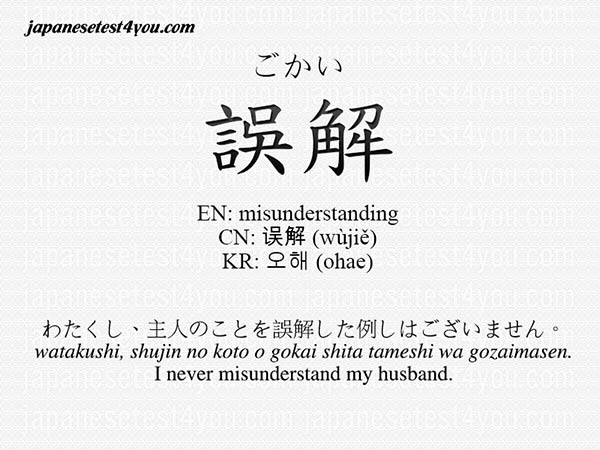 japanesetest4you.com
ごかい
誤解
EN: misunderstanding
CN: 误解 (wùjiě)
KR: 오해 (ohae)
わたくし、主人のことを誤解した例しはございません。
watakushi, shujin no koto o gokai shita tameshi wa gozaimasen.
I never misunderstand my husband.